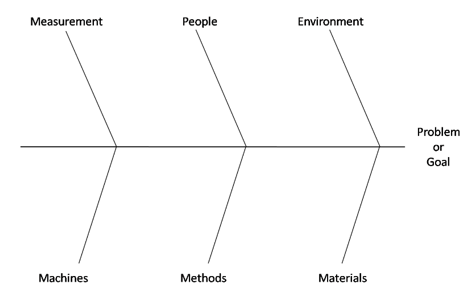 Measurement
People
Environment
Problem
or
Goal
Machines
Methods
Materials